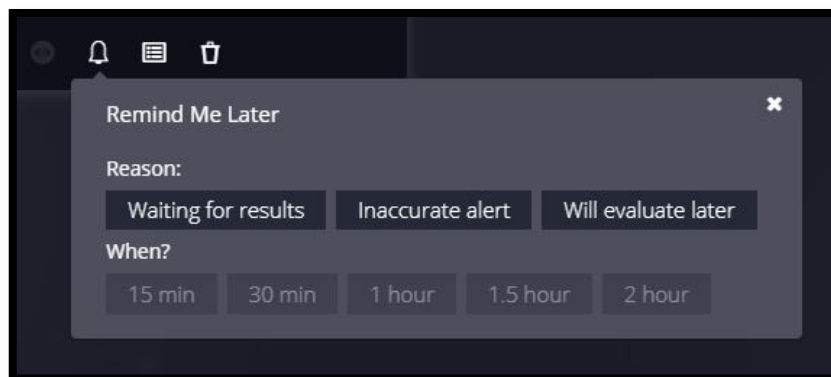 Remind Me Later
Reason:
Waiting for results Inaccurate alert Will evaluate later
When?
15 min 30 min 1 hour 1.5 hour 2 hour